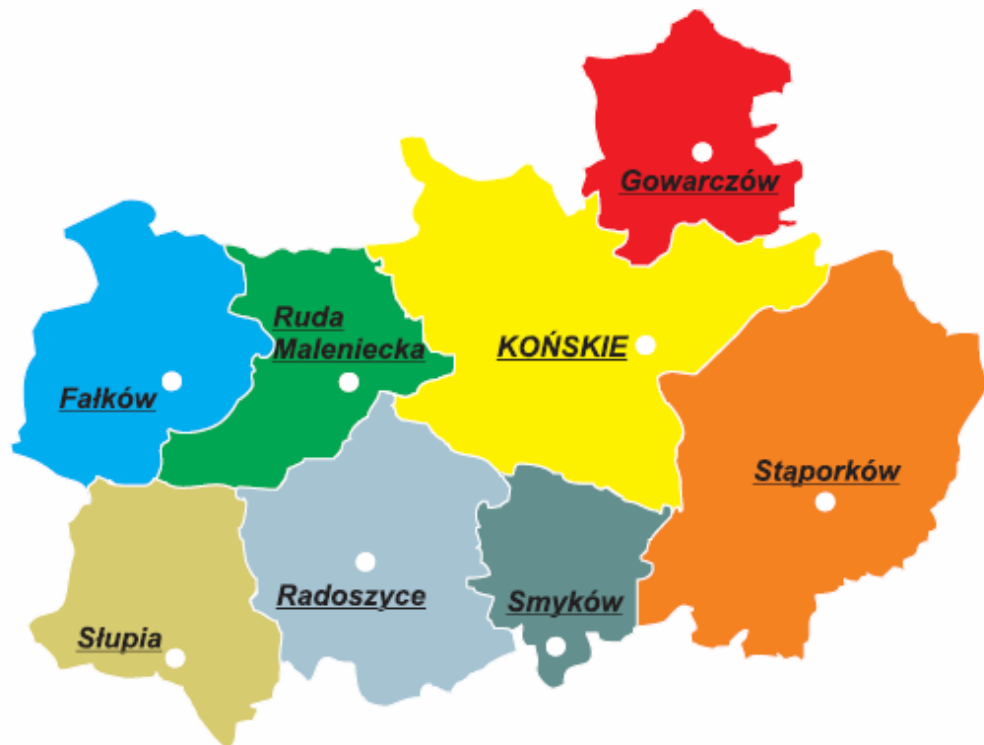 Gowarczów
Ruda
Maleniecka
KOŃSKIE
Fałków
Stąporków
Radoszyce
Smyków
Słupia